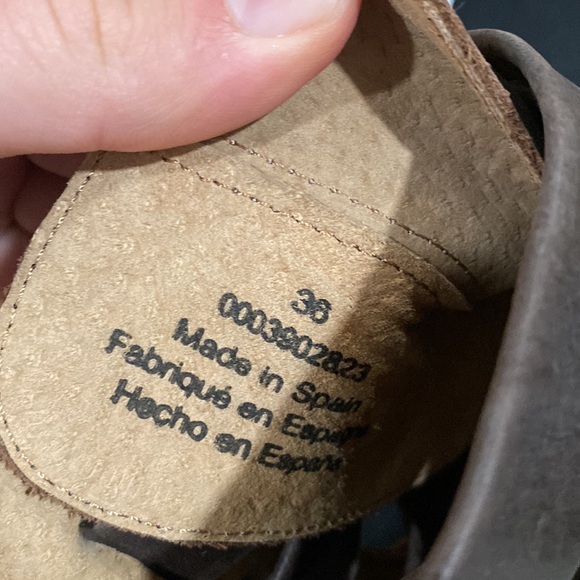 36
0003902823
Made in Spain
Fabriqué en Espagne
Hecho en España